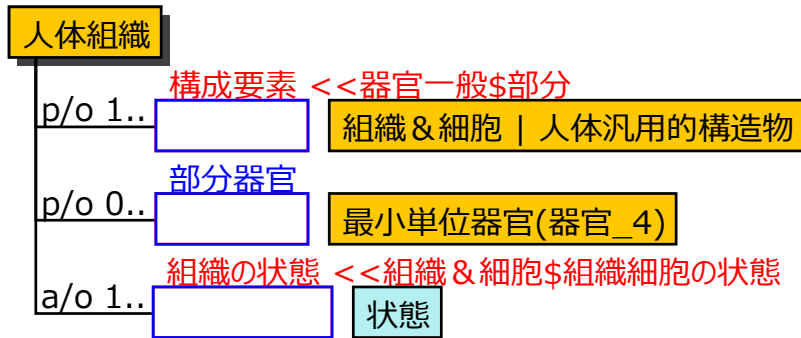 人体組織
構成要素 <<器官一般$部分
p/o 1.. 組織＆細胞 | 人体汎用的構造物
部分器官
p/o 0.. 最小単位器官(器官_4)
組織の状態 <<組織＆細胞$組織細胞の状態
a/o 1.. 状態